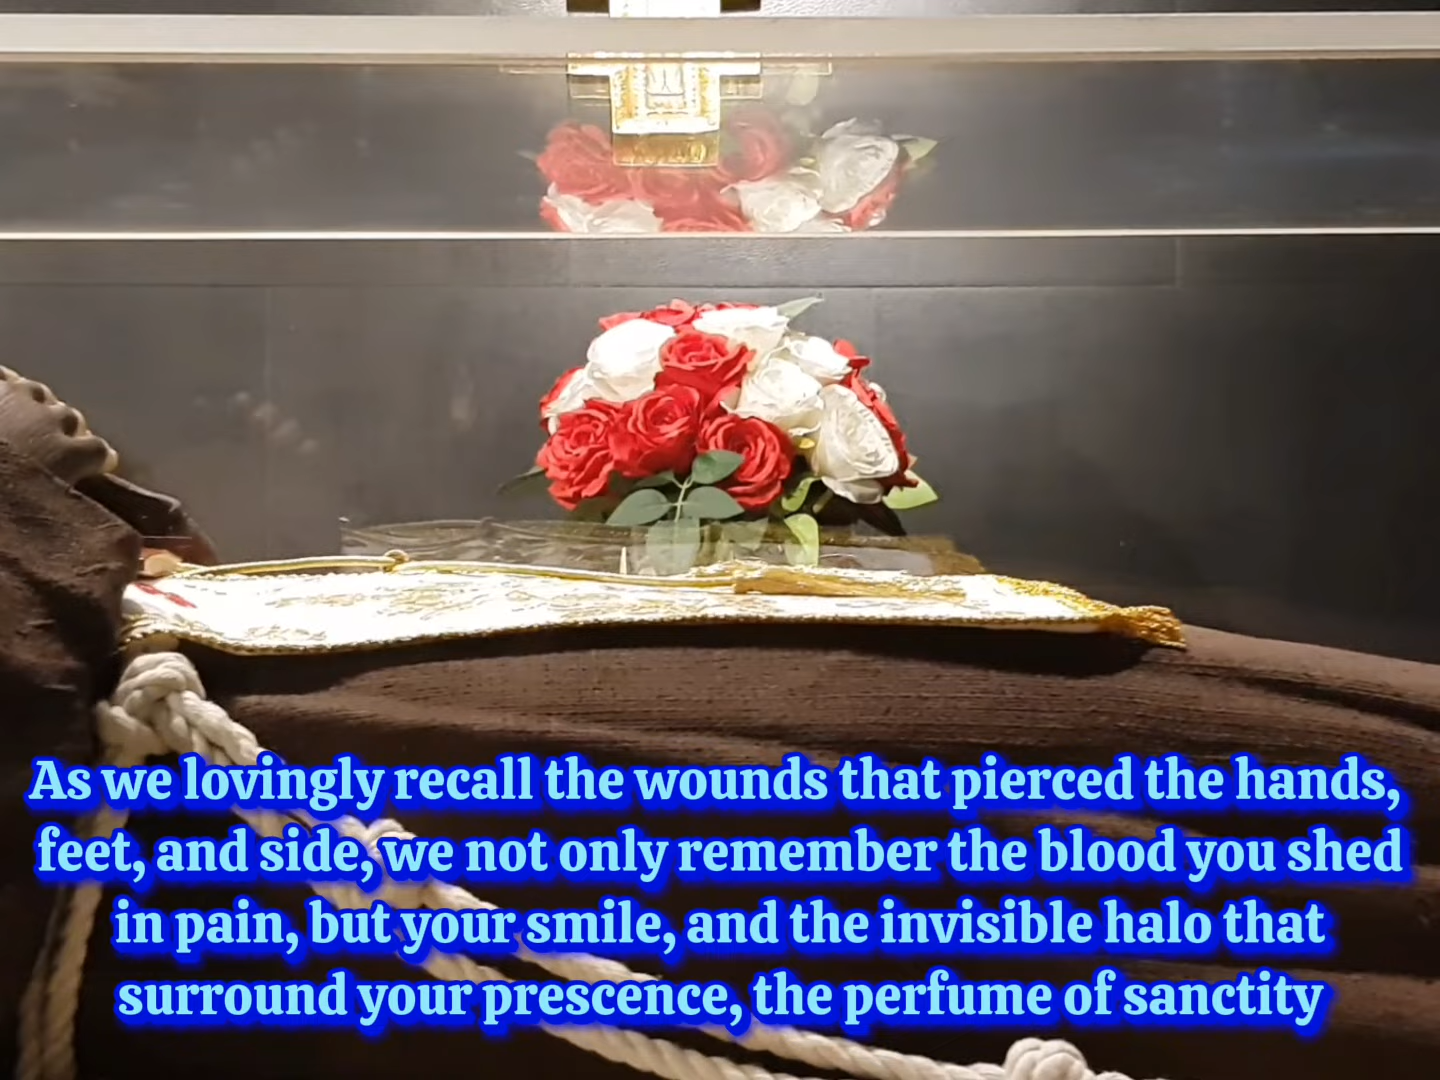 As we lovingly recall the wounds that pierced the hands,
feet, and side, we not only remember the blood you shed
in pain, but your smile, and the invisible halo that
surround your prescence, the perfume of sanctity